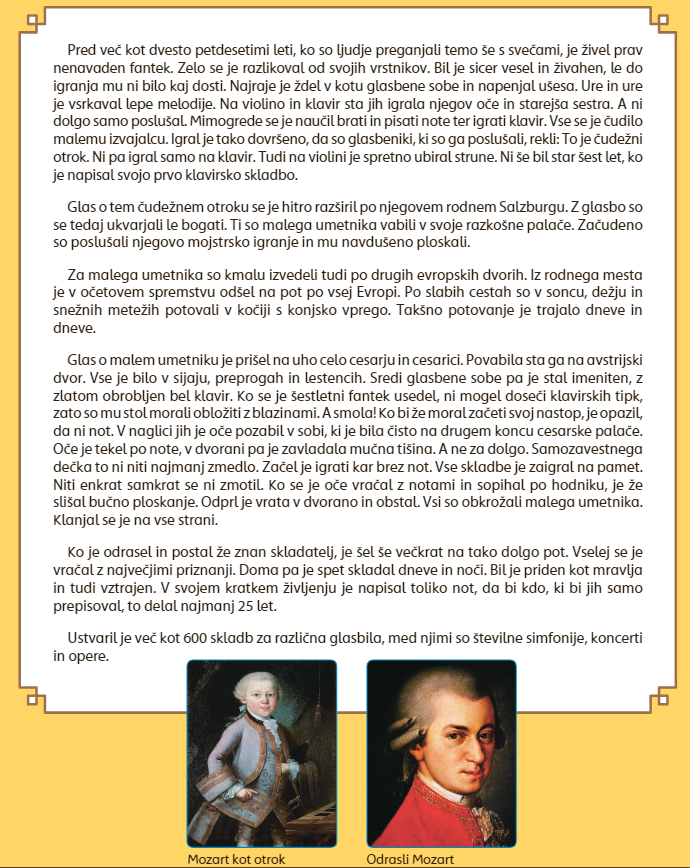 Pred več kot dvesto petdesetimi leti, ko so ljudje preganjali temo še s svečami, je živel prav
nenavaden fantek. Zelo se je razlikoval od svojih vrstnikov. Bil je sicer vesel in živahen, le do
igranja mu ni bilo kaj dosti. Najraje je ždel v kotu glasbene sobe in napenjal ušesa. Ure in ure
je vsrkaval lepe melodije. Na violino in klavir sta jih igrala njegov oče in starejša sestra. A ni
dolgo samo poslušal. Mimogrede se je naučil brati in pisati note ter igrati klavir. Vse se je čudilo
malemu izvajalcu. Igral je tako dovršeno, da so glasbeniki, ki so ga poslušali, rekli: To je čudežni
otrok. Ni pa igral samo na klavir. Tudi na violini je spretno ubiral strune. Ni še bil star šest let, ko
je napisal svojo prvo klavirsko skladbo.
Glas o tem čudežnem otroku se je hitro razširil po njegovem rodnem Salzburgu. Z glasbo so
se tedaj ukvarjali le bogati. Ti so malega umetnika vabili v svoje razkošne palače. Začudeno
so poslušali njegovo mojstrsko igranje in mu navdušeno ploskali.
Za malega umetnika so kmalu izvedeli tudi po drugih evropskih dvorih. Iz rodnega mesta
je v očetovem spremstvu odšel na pot po vsej Evropi. Po slabih cestah so v soncu, dežju in
snežnih metežih potovali v kočiji s konjsko vprego. Takšno potovanje je trajalo dneve in
dneve.
Glas o malem umetniku je prišel na uho celo cesarju in cesarici. Povabila sta ga na avstrijski
dvor. Vse je bilo v sijaju, preprogah in lestencih. Sredi glasbene sobe pa je stal imeniten, z
zlatom obrobljen bel klavir. Ko se je šestletni fantek usedel, ni mogel doseči klavirskih tipk,
zato so mu stol morali obložiti z blazinami. A smola! Ko bi že moral začeti svoj nastop, je opazil,
da ni not. V naglici jih je oče pozabil v sobi, ki je bila čisto na drugem koncu cesarske palače.
Oče je tekel po note, v dvorani pa je zavladala mučna tišina. A ne za dolgo. Samozavestnega
dečka to ni niti najmanj zmedlo. Začel je igrati kar brez not. Vse skladbe je zaigral na pamet.
Niti enkrat samkrat se ni zmotil. Ko se je oče vračal z notami in sopihal po hodniku, je že
slišal bučno ploskanje. Odprl je vrata v dvorano in obstal. Vsi so obkrožali malega umetnika.
Klanjal se je na vse strani.
Ko je odrasel in postal že znan skladatelj, je šel še večkrat na tako dolgo pot. Vselej se je
vračal z največjimi priznanji. Doma pa je spet skladal dneve in noči. Bil je priden kot mravlja
in tudi vztrajen. V svojem kratkem življenju je napisal toliko not, da bi kdo, ki bi jih samo
prepisoval, to delal najmanj 25 let.
Ustvaril je več kot 600 skladb za različna glasbila, med njimi so številne simfonije, koncerti
in opere.
Mozart kot otrok
Odrasli Mozart